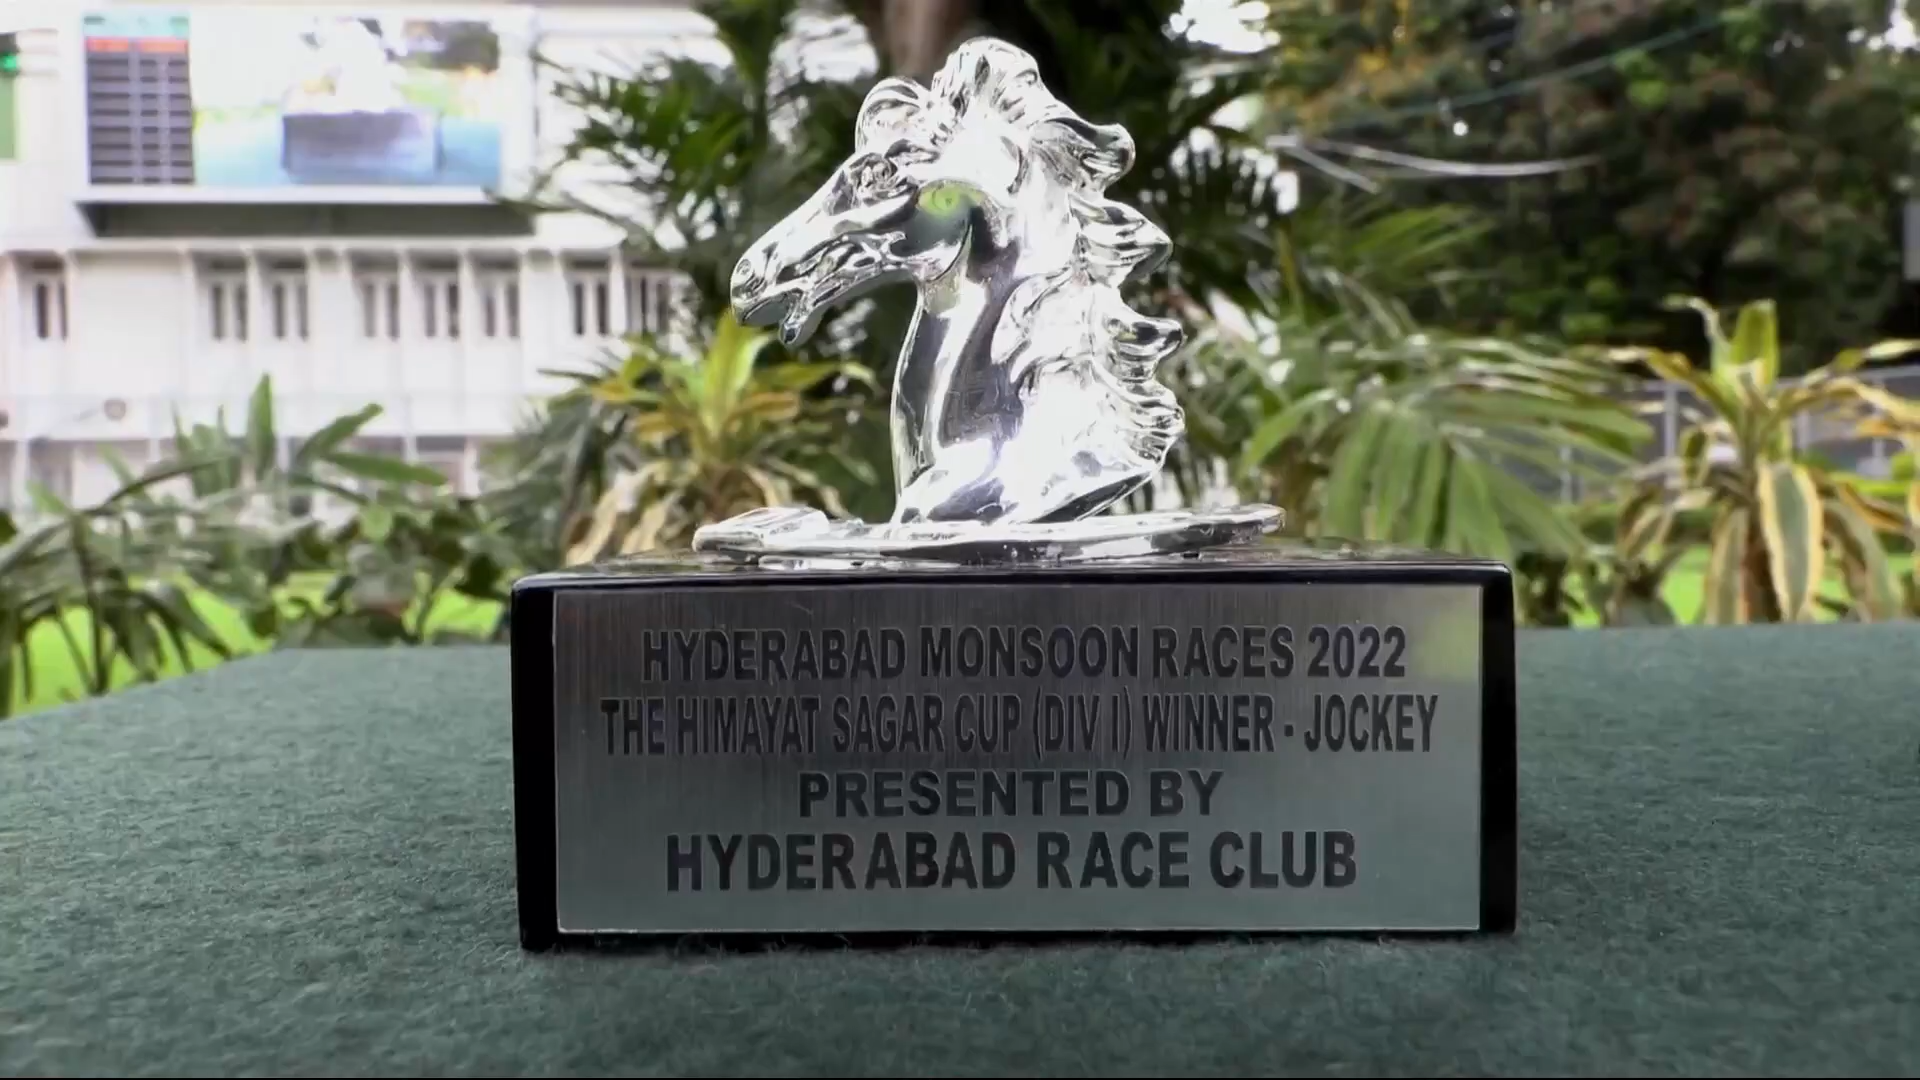 HYDERABAD MONSOON RACES 2022
THE HIMAYAT SAGAR CUP (DIV I) WINNER - JOCKEY
PRESENTED BY
HYDERABAD RACE CLUB